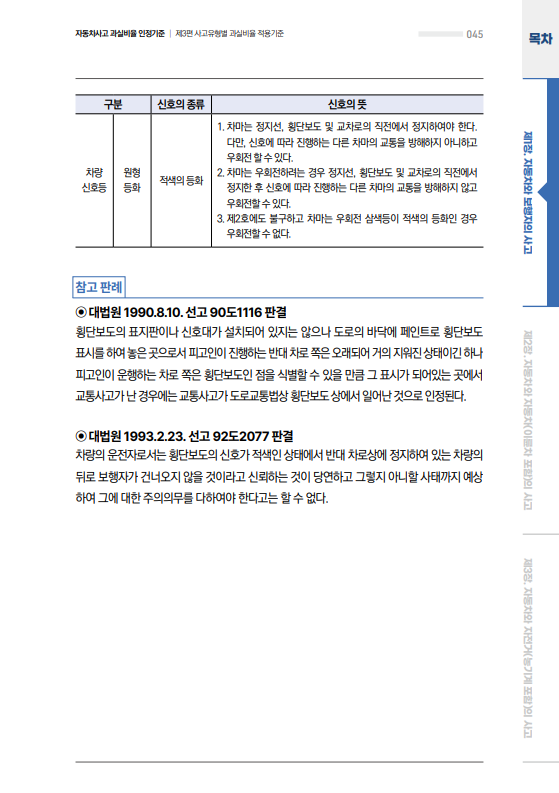 자동차사고 과실비율 인정기준 | 제3편 사고유형별 과실비율 적용기준
045
목차
구분 신호의 종류 신호의 뜻
차량
신호등
원형
등화
적색의 등화
1. 차마는 정지선, 횡단보도 및 교차로의 직전에서 정지하여야 한다.
다만, 신호에 따라 진행하는 다른 차마의 교통을 방해하지 아니하고
우회전 할 수 있다.
2. 차마는 우회전하려는 경우 정지선, 횡단보도 및 교차로의 직전에서
정지한 후 신호에 따라 진행하는 다른 차마의 교통을 방해하지 않고
우회전할 수 있다.
3. 제2호에도 불구하고 차마는 우회전 삼색등이 적색의 등화인 경우
우회전할 수 없다.
참고 판례
◉ 대법원 1990.8.10. 선고 90도1116 판결
횡단보도의 표지판이나 신호대가 설치되어 있지는 않으나 도로의 바닥에 페인트로 횡단보도
표시를 하여 놓은 곳으로서 피고인이 진행하는 반대 차로 쪽은 오래되어 거의 지워진 상태이긴 하나
피고인이 운행하는 차로 쪽은 횡단보도인 점을 식별할 수 있을 만큼 그 표시가 되어있는 곳에서
교통사고가 난 경우에는 교통사고가 도로교통법상 횡단보도 상에서 일어난 것으로 인정된다.
◉ 대법원 1993.2.23. 선고 92도2077 판결
차량의 운전자로서는 횡단보도의 신호가 적색인 상태에서 반대 차로상에 정지하여 있는 차량의
뒤로 보행자가 건너오지 않을 것이라고 신뢰하는 것이 당연하고 그렇지 아니할 사태까지 예상
하여 그에 대한 주의의무를 다하여야 한다고는 할 수 없다.
제1장. 자동차와 보행자의 사고
제2장. 자동차와 자동차(이륜차 포함)의 사고
제3장. 자동차와 자전거(농기계 포함)의 사고